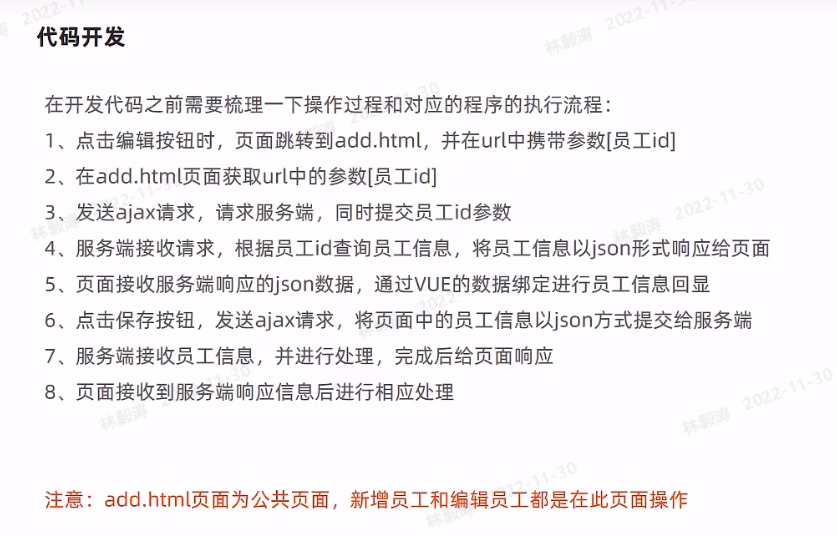 代码开发
在开发代码之前需要梳理一下操作过程和对应的程序的执行流程：
1、点击编辑按钮时，页面跳转到add.html，并在url中携带参数[员工id]
2、在add.html页面获取url中的参数[员工id]
3、发送ajax请求，请求服务端，同时提交员工id参数
4、服务端接收请求，根据员工id查询员工信息，将员工信息以json形式响应给页面
5、页面接收服务端响应的json数据，通过VUE的数据绑定进行员工信息回显
6、点击保存按钮，发送ajax请求，将页面中的员工信息以json方式提交给服务端
7、服务端接收员工信息，并进行处理，完成后给页面响应
8、页面接收到服务端响应信息后进行相应处理
注意：add.html页面为公共页面，新增员工和编辑员工都是在此页面操作
林毅涛 2022-11-30